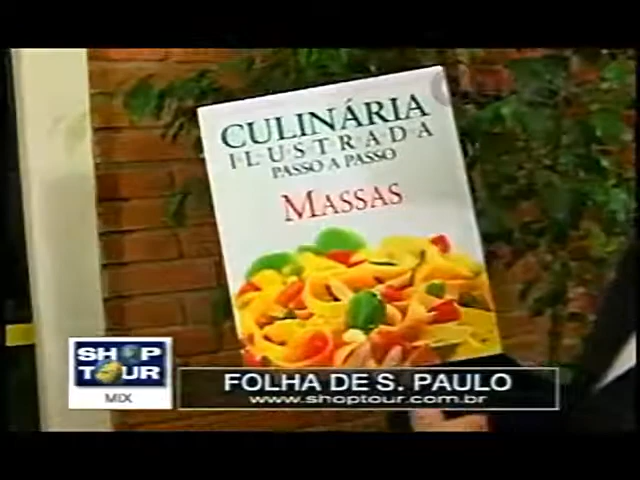 CULINÁRIA
ILUSTRADA
PASSO A PASSO
MASSAS
SHOP
TOUR
MIX
FOLHA DE S. PAULO
www.shoptour.com.br